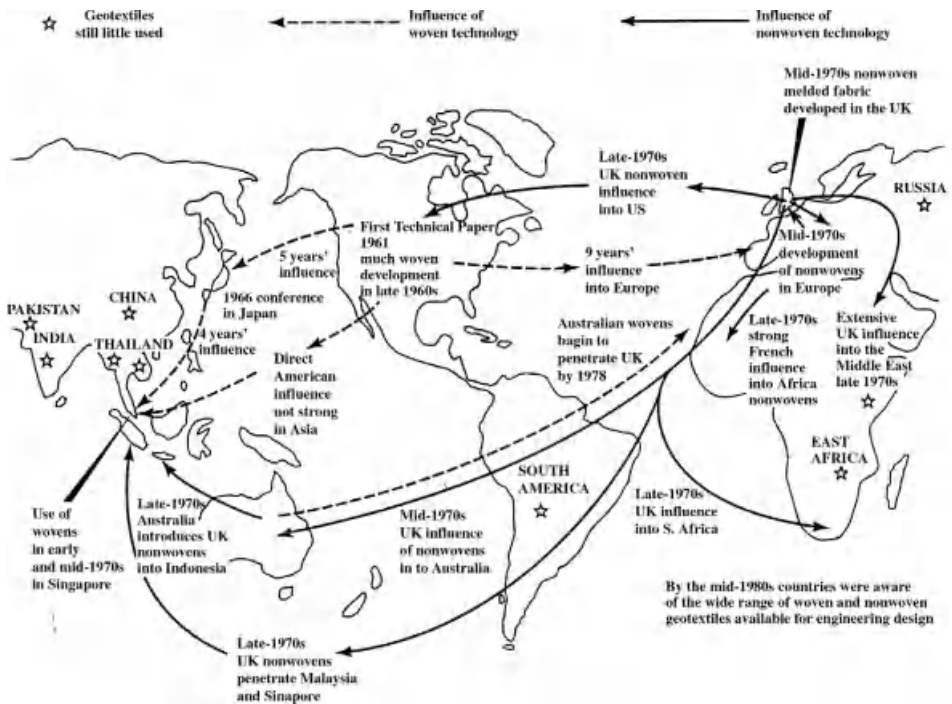 Geotextiles
still little used
Influence of
woven technology
Influence of
nonwoven technology
Mid-1970s nonwoven
melded fabric
developed in the UK
Late-1970s
UK nonwoven
influence
into US
RUSSIA
First Technical Paper
1961
much woven
development
in late 1960s
5 years'
influence
9 years'
influence
into Europe
Mid-1970s
development
of nonwovens
in Europe
PAKISTAN
INDIA
CHINA
THAILAND
1966 conference
in Japan
4 years'
influence
Direct
American
influence
not strong
in Asia
Australian wovens
begin to
penetrate UK
by 1978
Late-1970s
strong
French
influence
into Africa
nonwovens
Extensive
UK influence
into the
Middle East
late 1970s
EAST
AFRICA
SOUTH
AMERICA
Use of
wovens
in early
and mid-1970s
in Singapore
Late-1970s
Australia
introduces UK
nonwovens
into Indonesia
Mid-1970s
UK influence
of nonwovens
in to Australia
Late-1970s
UK influence
into S. Africa
Late-1970s
UK nonwovens
penetrate Malaysia
and Sinapore
By the mid-1980s countries were aware
of the wide range of woven and nonwoven
geotextiles available for engineering design